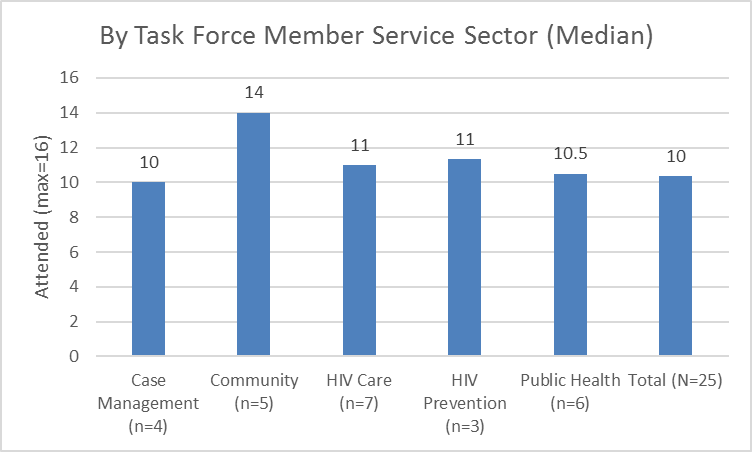 By Task Force Member Service Sector (Median)
Attended (max=16)
16
14
12
10
8
6
4
2
0
10
14
11
11
10.5
10
Case
Management
(n=4)
Community
(n=5)
HIV Care
(n=7)
HIV
Prevention
(n=3)
Public Health
(n=6)
Total (N=25)